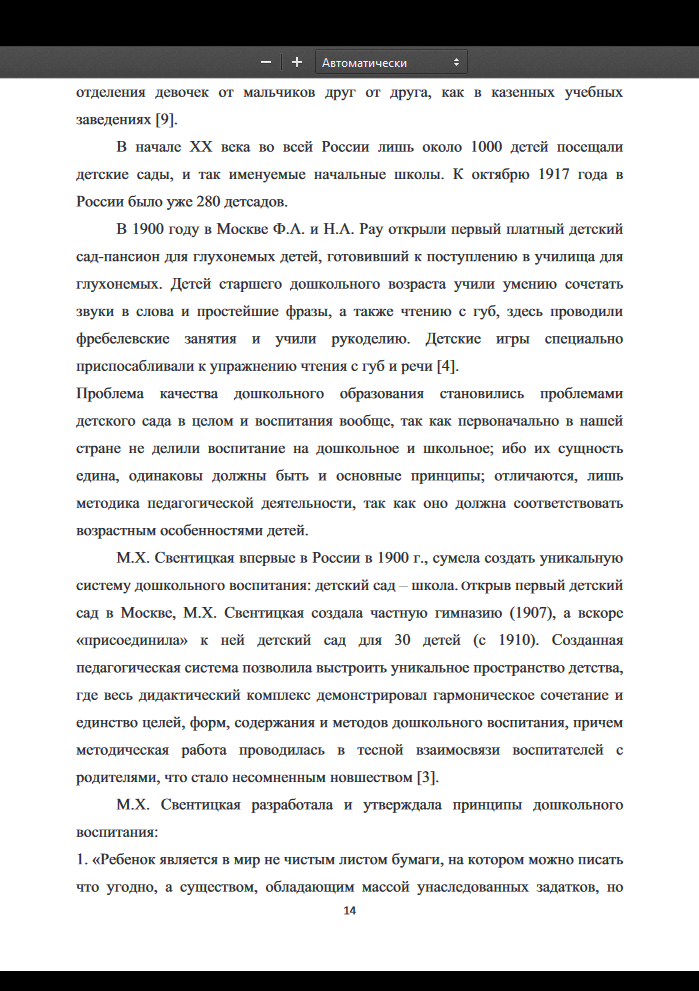 Автоматически
отделения девочек от мальчиков друг от друга, как в казенных учебных
заведениях [9].
В начале XX века во всей России лишь около 1000 детей посещали
детские сады, и так именуемые начальные школы. К октябрю 1917 года в
России было уже 280 детсадов.
В 1900 году в Москве Ф.А. и Н.А. Рау открыли первый платный детский
сад-пансион для глухонемых детей, готовивший к поступлению в училища для
глухонемых. Детей старшего дошкольного возраста учили умению сочетать
звуки в слова и простейшие фразы, а также чтению с губ, здесь проводили
фребелевские занятия и учили рукоделию. Детские игры специально
приспосабливали к упражнению чтения с губ и речи [4].
Проблема качества дошкольного образования становились проблемами
детского сада в целом и воспитания вообще, так как первоначально в нашей
стране не делили воспитание на дошкольное и школьное; ибо их сущность
едина, одинаковы должны быть и основные принципы; отличаются, лишь
методика педагогической деятельности, так как оно должна соответствовать
возрастным особенностями детей.
М.Х. Свентицкая впервые в России в 1900 г., сумела создать уникальную
систему дошкольного воспитания: детский сад – школа. Открыв первый детский
сад в Москве, М.Х. Свентицкая создала частную гимназию (1907), а вскоре
«присоединила» к ней детский сад для 30 детей (с 1910). Созданная
педагогическая система позволила выстроить уникальное пространство детства,
где весь дидактический комплекс демонстрировал гармоническое сочетание и
единство целей, форм, содержания и методов дошкольного воспитания, причем
методическая работа проводилась в тесной взаимосвязи воспитателей с
родителями, что стало несомненным новшеством [3].
М.Х. Свентицкая разработала и утверждала принципы дошкольного
воспитания:
1. «Ребенок является в мир не чистым листом бумаги, на котором можно писать
что угодно, а существом, обладающим массой унаследованных задатков, но
14